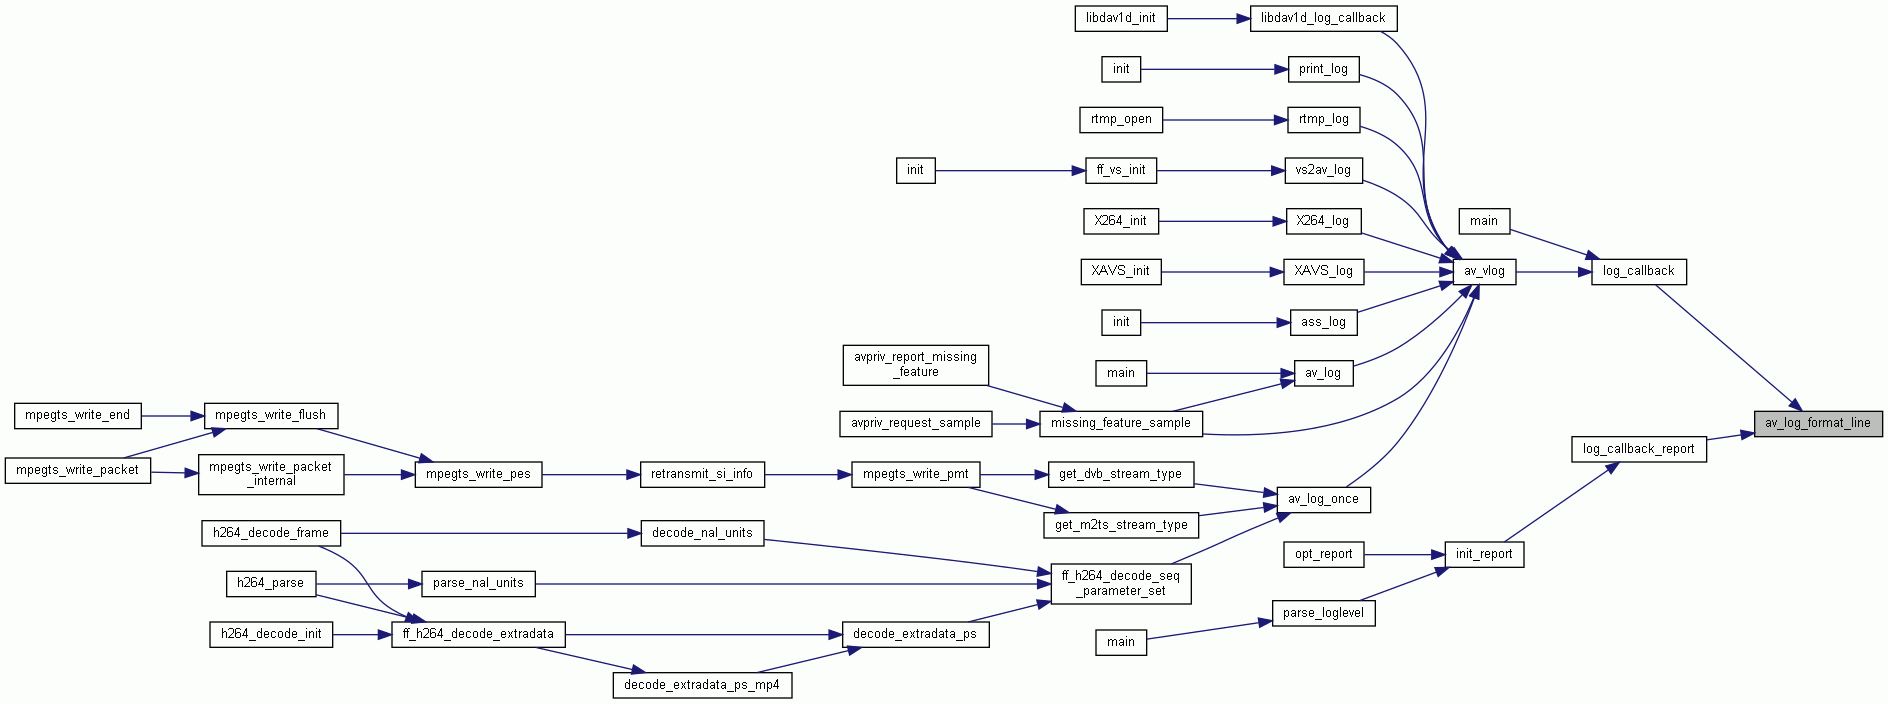 libdav1d_init
libdav1d_log_callback
init
print_log
rtmp_open
rtmp_log
init
ff_vs_init
vs2av_log
X264_init
X264_log
main
XAVS_init
XAVS_log
av_vlog
log_callback
init
ass_log
avpriv_report_missing
_feature
main
av_log
mpegts_write_end
mpegts_write_flush
avpriv_request_sample
missing_feature_sample
av_log_format_line
log_callback_report
mpegts_write_packet
mpegts_write_packet
_internal
mpegts_write_pes
retransmit_si_info
mpegts_write_pmt
get_dvb_stream_type
av_log_once
get_m2ts_stream_type
h264_decode_frame
decode_nal_units
opt_report
init_report
h264_parse
parse_nal_units
ff_h264_decode_seq
_parameter_set
parse_loglevel
h264_decode_init
ff_h264_decode_extradata
decode_extradata_ps
main
decode_extradata_ps_mp4